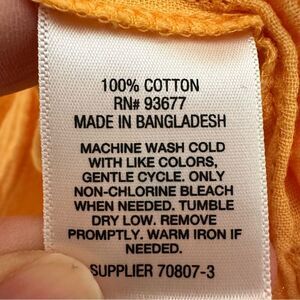 100% COTTON
RN# 93677
MADE IN BANGLADESH
MACHINE WASH COLD
WITH LIKE COLORS,
GENTLE CYCLE. ONLY
NON-CHLORINE BLEACH
WHEN NEEDED. TUMBLE
DRY LOW. REMOVE
PROMPTLY. WARM IRON IF
NEEDED.
SUPPLIER 70807-3